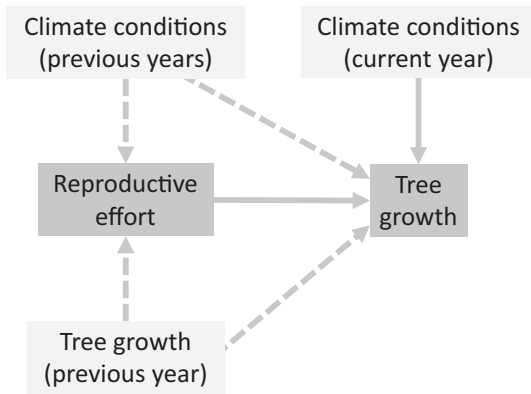 Climate conditions
(previous years)
Climate conditions
(current year)
Reproductive
effort
Tree
growth
Tree growth
(previous year)